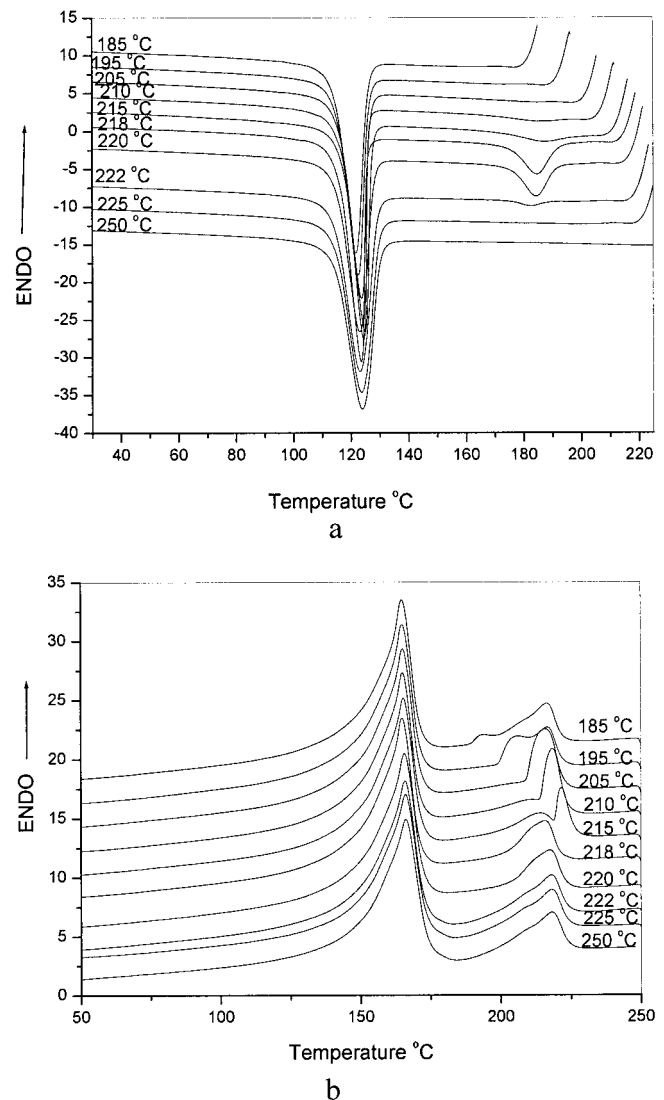 15
10
5
0
-5
-10
-15
-20
-25
-30
-35
-40
ENDO
185 °C
195 °C
205 °C
210 °C
215 °C
218 °C
220 °C
222 °C
225 °C
250 °C
40 60 80 100 120 140 160 180 200 220
Temperature °C
a
35
30
25
20
15
10
5
0
ENDO
185 °C
195 °C
205 °C
210 °C
215 °C
218 °C
220 °C
222 °C
225 °C
250 °C
50 100 150 200 250
Temperature °C
b